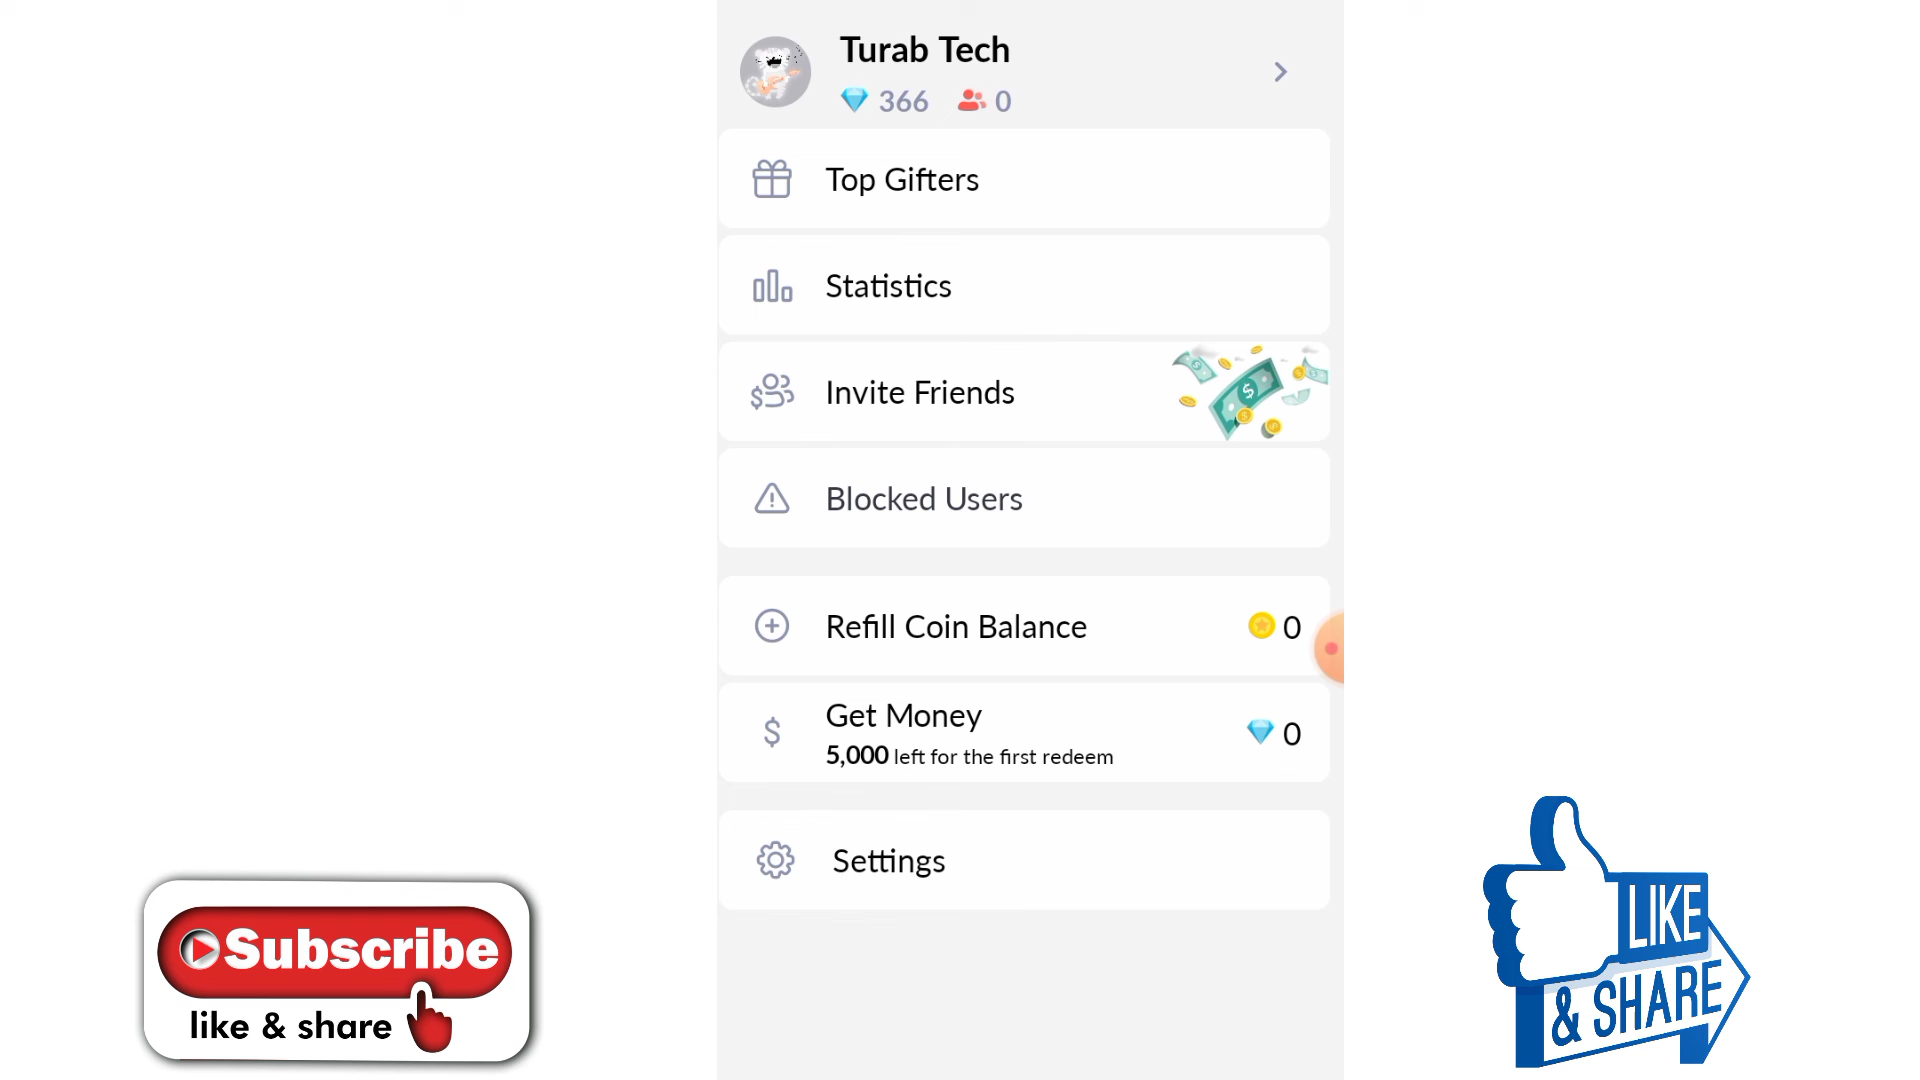 Turab Tech
366 0
Top Gifters
Statistics
Invite Friends
Blocked Users
Refill Coin Balance 0
Get Money 0
5,000 left for the first redeem
Settings
Subscribe
like & share
LIKE
& SHARE